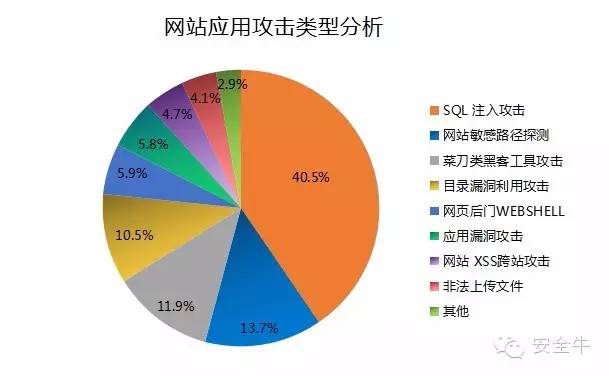 网站应用攻击类型分析
2.9%
4.1%
4.7%
5.8%
5.9%
10.5%
11.9%
13.7%
40.5%
SQL 注入攻击
网站敏感路径探测
菜刀类黑客工具攻击
目录漏洞利用攻击
网页后门WEBSHELL
应用漏洞攻击
网站 XSS跨站攻击
非法上传文件
其他
安全牛